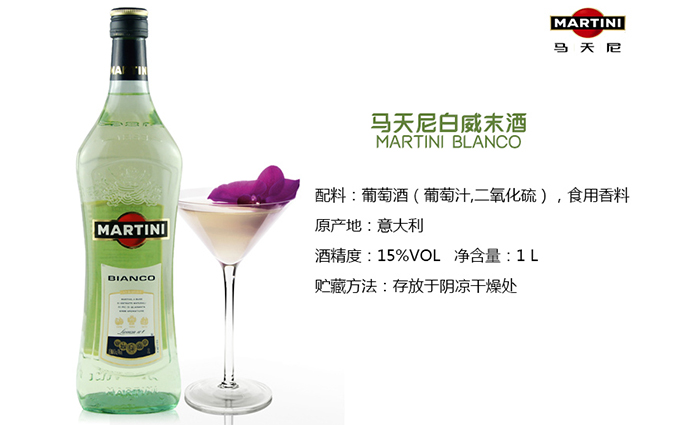 MARTINI
马天尼
MARTINI
MARTINI
BIANCO
马天尼白威末酒
MARTINI BLANCO
配料：葡萄酒（葡萄汁,二氧化硫），食用香料
原产地：意大利
酒精度：15%VOL 净含量：1 L
贮藏方法：存放于阴凉干燥处